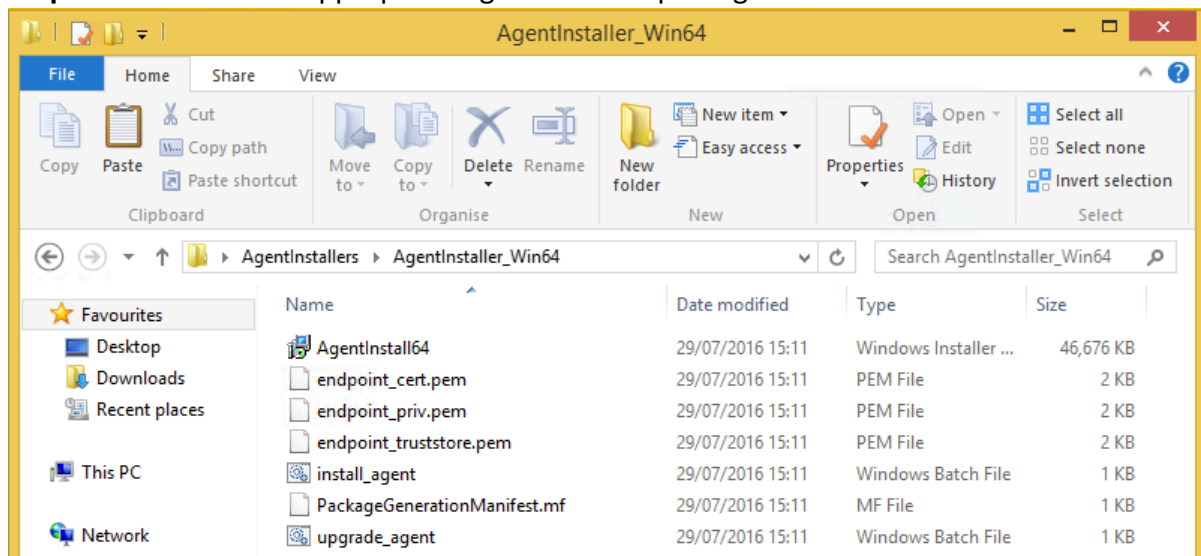 AgentInstaller_Win64
File Home Share View
Copy
Paste
Cut
Copy path
Paste shortcut
Clipboard
Move to
Copy to
Delete
Rename
Organise
New folder
New item
Easy access
New
Properties
Open
Edit
History
Open
Select all
Select none
Invert selection
Select
AgentInstallers AgentInstaller_Win64
Search AgentInstaller_Win64
Favourites
Desktop
Downloads
Recent places
This PC
Network
Name Date modified Type Size
AgentInstall64 29/07/2016 15:11 Windows Installer ... 46,676 KB
endpoint_cert.pem 29/07/2016 15:11 PEM File 2 KB
endpoint_priv.pem 29/07/2016 15:11 PEM File 2 KB
endpoint_truststore.pem 29/07/2016 15:11 PEM File 2 KB
install_agent 29/07/2016 15:11 Windows Batch File 1 KB
PackageGenerationManifest.mf 29/07/2016 15:11 MF File 1 KB
upgrade_agent 29/07/2016 15:11 Windows Batch File 1 KB